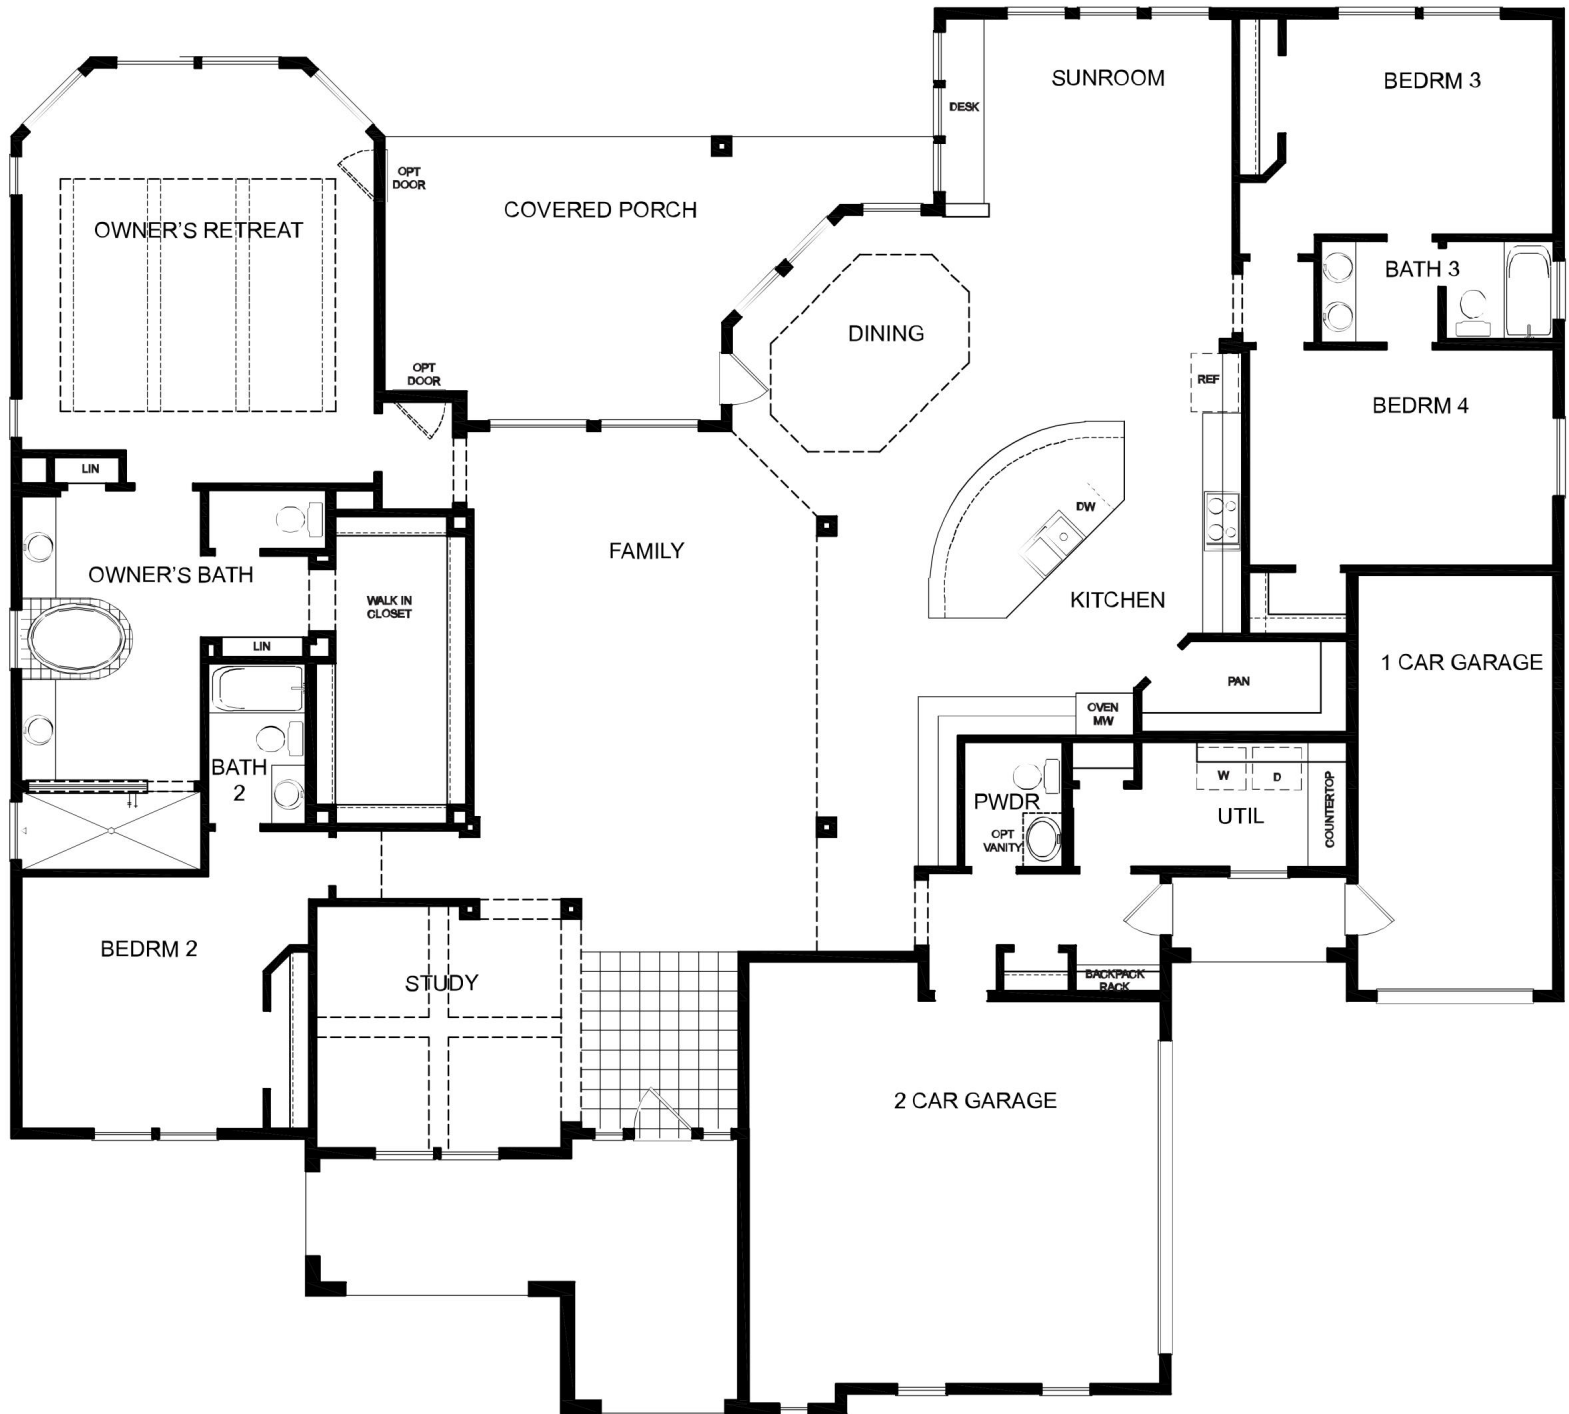 SUNROOM
BEDRM 3
DESK
OPT
DOOR
COVERED PORCH
OWNER'S RETREAT
BATH 3
DINING
OPT
DOOR
REF
BEDRM 4
LIN
DW
FAMILY
OWNER'S BATH
WALK IN
CLOSET
KITCHEN
LIN
1 CAR GARAGE
PAN
OVEN
MW
BATH
2
W
D
PWDR
UTIL
COUNTERTOP
OPT
VANITY
BEDRM 2
STUDY
BACKPACK
RACK
2 CAR GARAGE